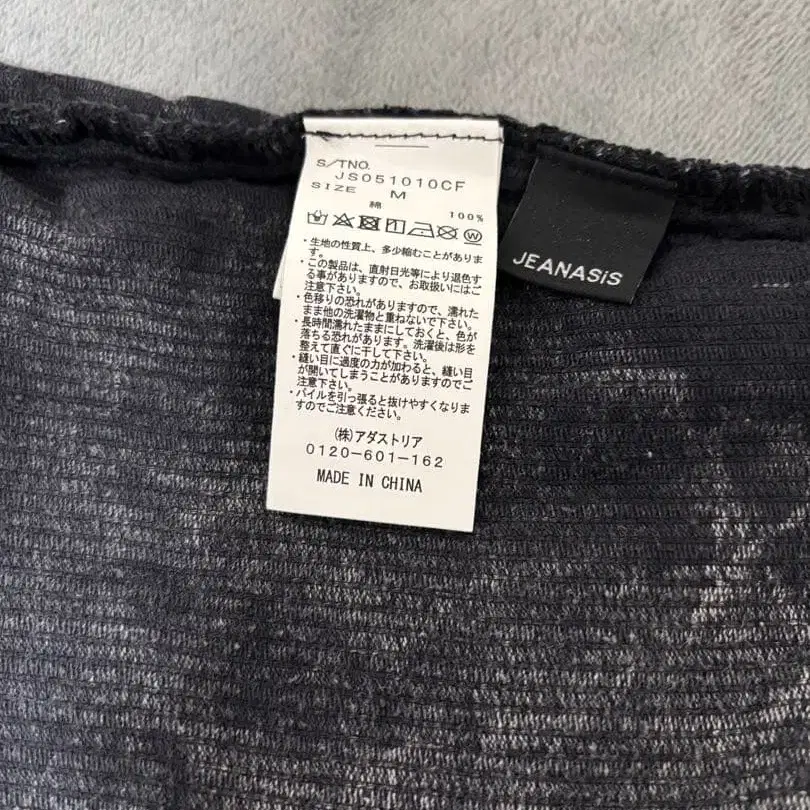 S/TNO.
JS051010CF
SIZE M
綿 100%
・生地の性質上、多少縮むことがありま
す。
・この製品は、直射日光等により退色す
る事がありますので、お取扱いにはご
注意下さい。
・色移りの恐れがありますので、濡れた
まま他の洗濯物と重ねないで下さい。
・長時間濡れたままにしておくと、色が
落ちる恐れがあります。洗濯後は形を
整えて直ぐに干して下さい。
・縫い目に過度の力が加わると、縫い目
が開いてしまうことがありますのでご
注意下さい。
・パイルを引っ張ると抜けやすくなりま
すのでご注意ください。
(株)アダストリア
0120-601-162
MADE IN CHINA
JEANASiS